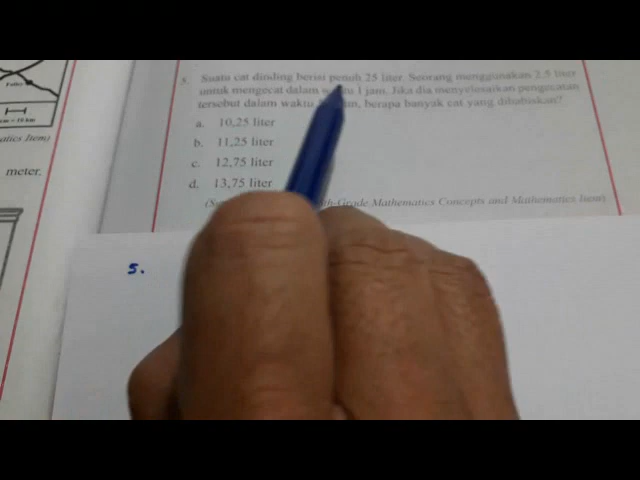 5. Suatu cat dinding berisi penuh 25 liter. Seorang menggunakan 2,5 liter
untuk mengecat dalam 1 jam. Jika dia menyelesaikan pengecatan
tersebut dalam waktu berapa banyak cat yang dihabiskan?
a. 10,25 liter
b. 11,25 liter
c. 12,75 liter
d. 13,75 liter
Grade Mathematics Concepts and Mathematics Item)
meter.
5.